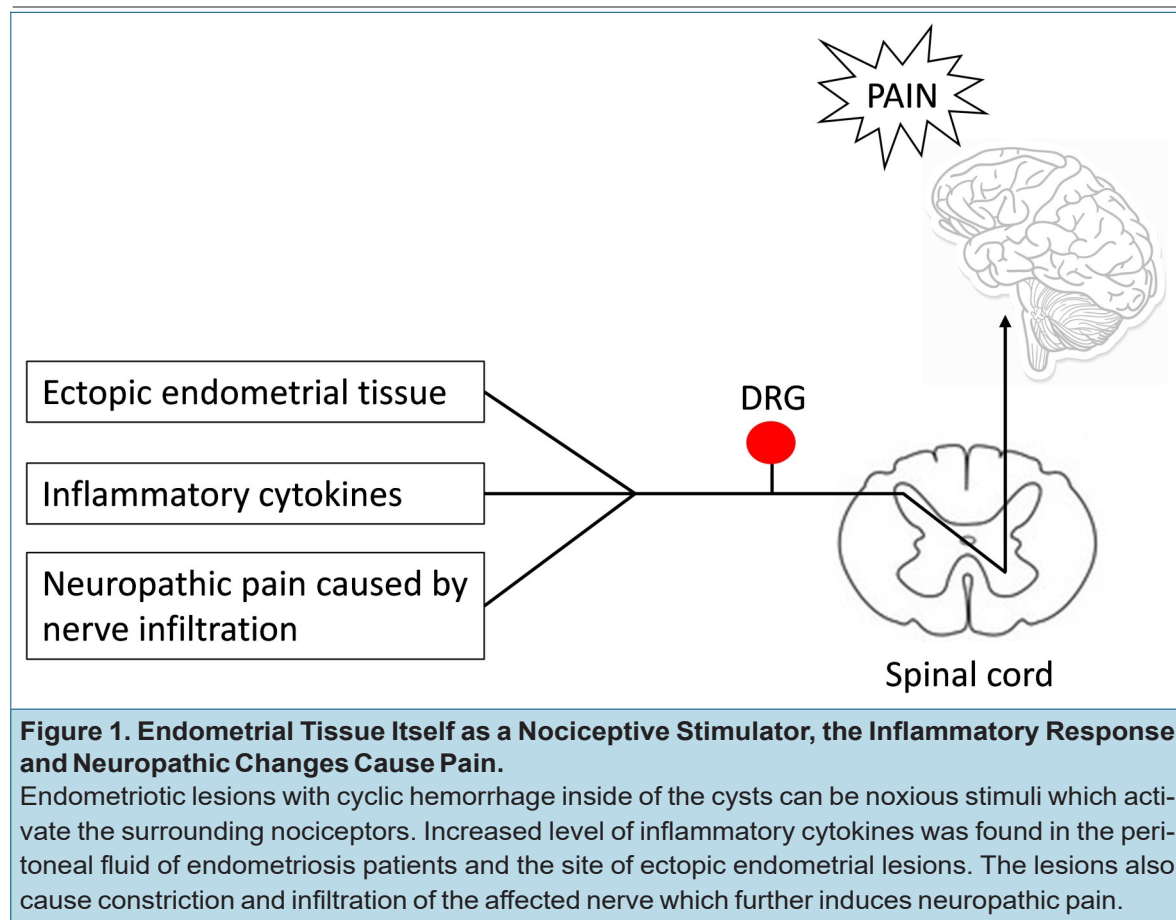 PAIN
Ectopic endometrial tissue
DRG
Inflammatory cytokines
Neuropathic pain caused by
nerve infiltration
Spinal cord
Figure 1. Endometrial Tissue Itself as a Nociceptive Stimulator, the Inflammatory Response
and Neuropathic Changes Cause Pain.
Endometriotic lesions with cyclic hemorrhage inside of the cysts can be noxious stimuli which acti-
vate the surrounding nociceptors. Increased level of inflammatory cytokines was found in the peri-
toneal fluid of endometriosis patients and the site of ectopic endometrial lesions. The lesions also
cause constriction and infiltration of the affected nerve which further induces neuropathic pain.